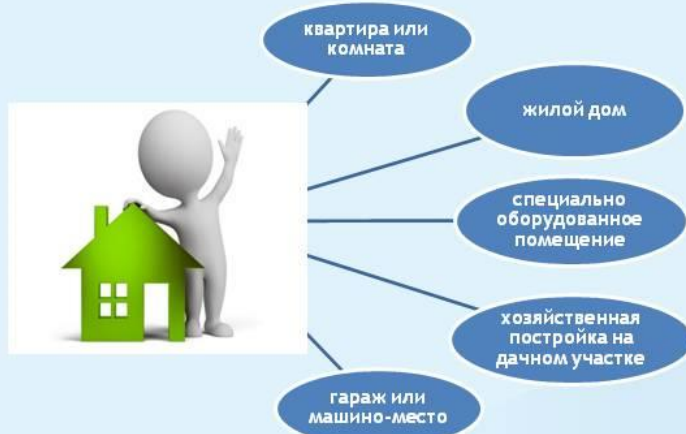 квартира или
комната
жилой дом
специально
оборудованное
помещение
хозяйственная
постройка на
дачном участке
гараж или
машино-место